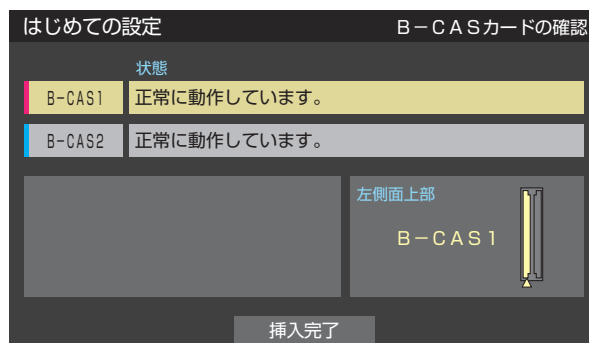 はじめての設定
B－CASカードの確認
状態
B-CAS1 正常に動作しています。
B-CAS2 正常に動作しています。
左側面上部
B－CAS1
挿入完了